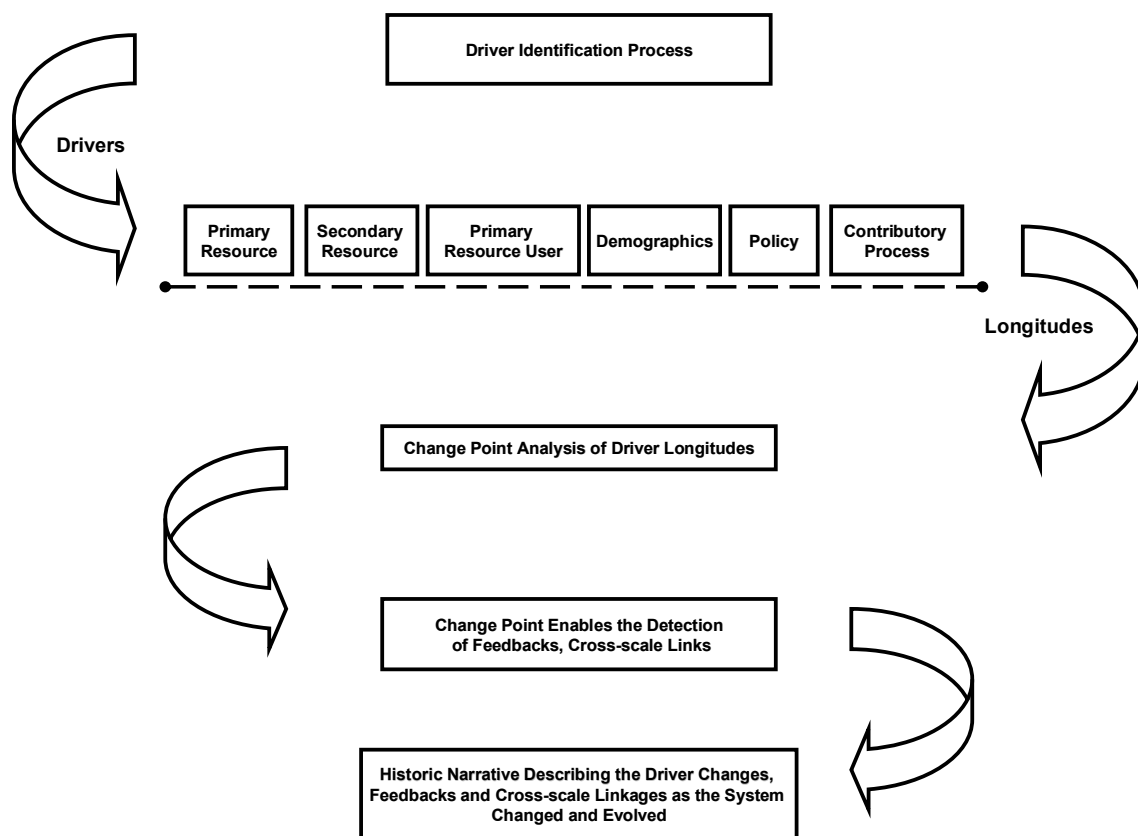 Driver Identification Process
Drivers
Primary
Resource
Secondary
Resource
Primary
Resource User
Demographics
Policy
Contributory
Process
Longitudes
Change Point Analysis of Driver Longitudes
Change Point Enables the Detection
of Feedbacks, Cross-scale Links
Historic Narrative Describing the Driver Changes,
Feedbacks and Cross-scale Linkages as the System
Changed and Evolved